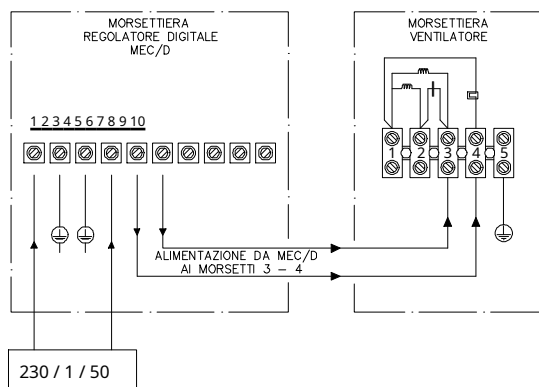 MORSETTIERA
REGOLATORE DIGITALE
MEC/D
MORSETTIERA
VENTILATORE
1 2 3 4 5 6 7 8 9 10
1 2 3 4 5
ALIMENTAZIONE DA MEC/D
AI MORSETTI 3 – 4
230 / 1 / 50